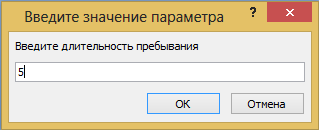 Введите значение параметра ?
Введите длительность пребывания
5
ОК Отмена